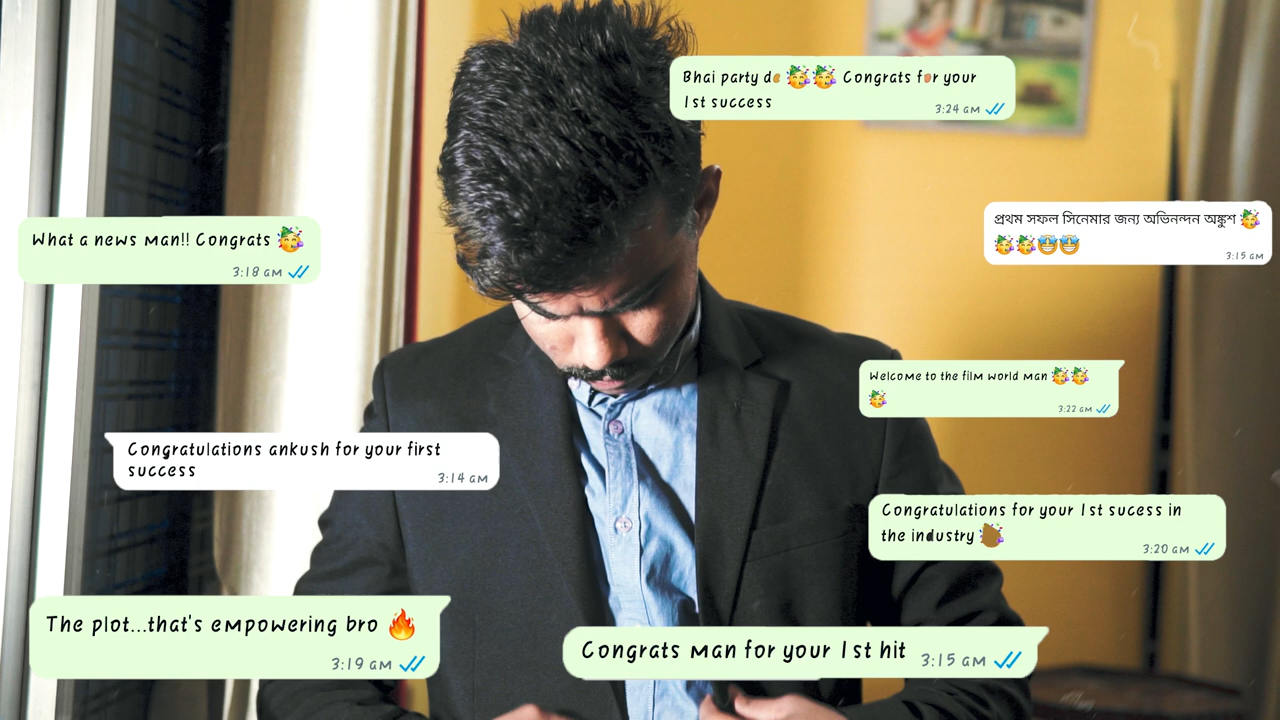 Bhai party de 🥳🥳 Congrats for your
1st success
3:24 am
What a news man!! Congrats 🥳
3:18 am
প্রথম সফল সিনেমার জন্য অভিনন্দন অঙ্কুশ 🥳
🥳🥳🤩🤩
3:15 am
Welcome to the film world man 🥳🥳
🥳
3:22 am
Congratulations ankush for your first
success
3:14 am
Congratulations for your 1st sucess in
the industry
3:20 am
The plot...that's empowering bro 🔥
3:19 am
Congrats man for your 1st hit 3:15 am